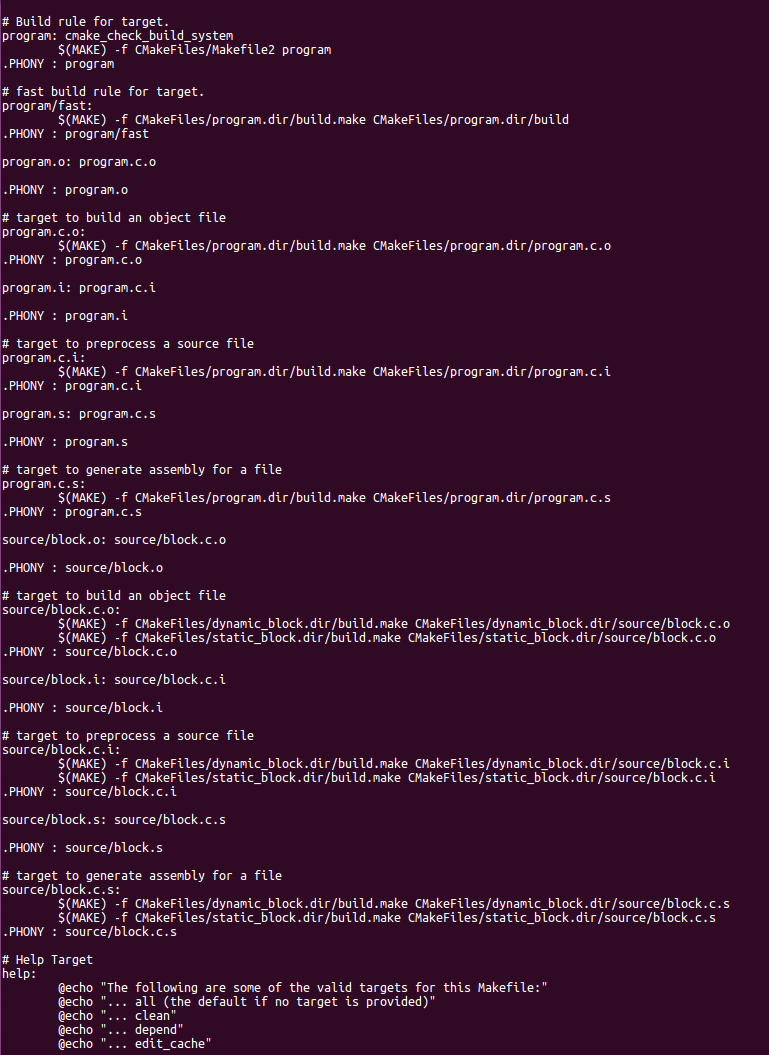 # Build rule for target.
program: cmake_check_build_system
        $(MAKE) -f CMakeFiles/Makefile2 program
.PHONY : program

# fast build rule for target.
program/fast:
        $(MAKE) -f CMakeFiles/program.dir/build.make CMakeFiles/program.dir/build
.PHONY : program/fast

program.o: program.c.o

.PHONY : program.o

# target to build an object file
program.c.o:
        $(MAKE) -f CMakeFiles/program.dir/build.make CMakeFiles/program.dir/program.c.o
.PHONY : program.c.o

program.i: program.c.i

.PHONY : program.i

# target to preprocess a source file
program.c.i:
        $(MAKE) -f CMakeFiles/program.dir/build.make CMakeFiles/program.dir/program.c.i
.PHONY : program.c.i

program.s: program.c.s

.PHONY : program.s

# target to generate assembly for a file
program.c.s:
        $(MAKE) -f CMakeFiles/program.dir/build.make CMakeFiles/program.dir/program.c.s
.PHONY : program.c.s

source/block.o: source/block.c.o

.PHONY : source/block.o

# target to build an object file
source/block.c.o:
        $(MAKE) -f CMakeFiles/dynamic_block.dir/build.make CMakeFiles/dynamic_block.dir/source/block.c.o
        $(MAKE) -f CMakeFiles/static_block.dir/build.make CMakeFiles/static_block.dir/source/block.c.o
.PHONY : source/block.c.o

source/block.i: source/block.c.i

.PHONY : source/block.i

# target to preprocess a source file
source/block.c.i:
        $(MAKE) -f CMakeFiles/dynamic_block.dir/build.make CMakeFiles/dynamic_block.dir/source/block.c.i
        $(MAKE) -f CMakeFiles/static_block.dir/build.make CMakeFiles/static_block.dir/source/block.c.i
.PHONY : source/block.c.i

source/block.s: source/block.c.s

.PHONY : source/block.s

# target to generate assembly for a file
source/block.c.s:
        $(MAKE) -f CMakeFiles/dynamic_block.dir/build.make CMakeFiles/dynamic_block.dir/source/block.c.s
        $(MAKE) -f CMakeFiles/static_block.dir/build.make CMakeFiles/static_block.dir/source/block.c.s
.PHONY : source/block.c.s

# Help Target
help:
        @echo "The following are some of the valid targets for this Makefile:"
        @echo "... all (the default if no target is provided)"
        @echo "... clean"
        @echo "... depend"
        @echo "... edit_cache"